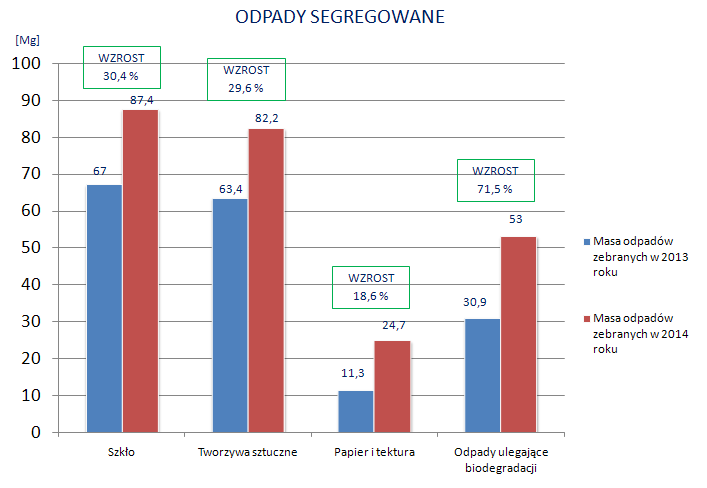 ODPADY SEGREGOWANE
[Mg]
100
90
80
70
60
50
40
30
20
10
0
WZROST
30,4 %
87,4
67
WZROST
29,6 %
82,2
63,4
WZROST
18,6 %
24,7
11,3
WZROST
71,5 %
53
30,9
Szkło
Tworzywa sztuczne
Papier i tektura
Odpady ulegające
biodegradacji
Masa odpadów
zebranych w 2013
roku
Masa odpadów
zebranych w 2014
roku